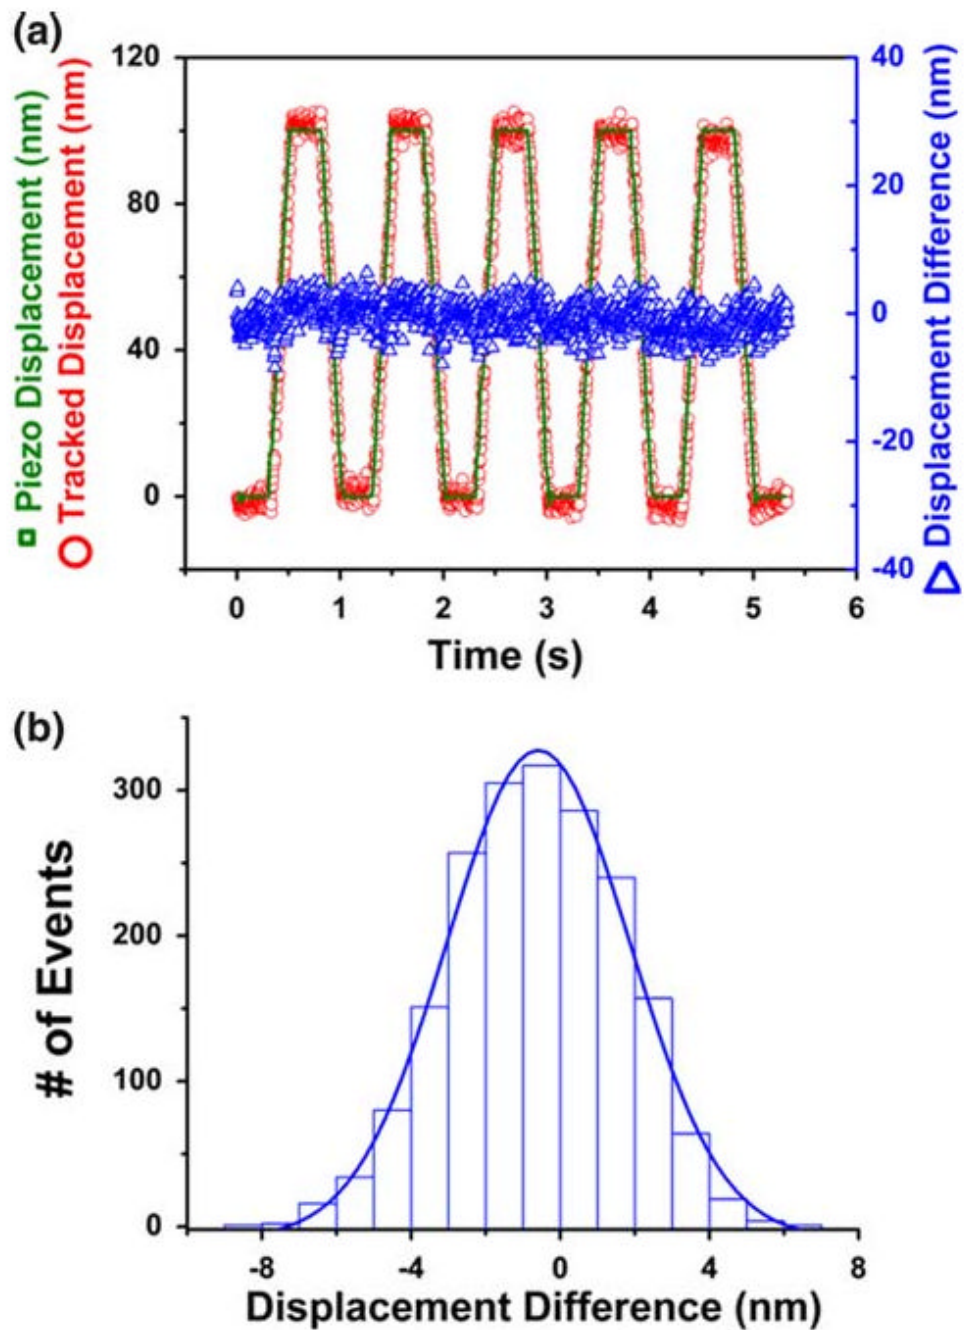 (a)
Piezo Displacement (nm)
Tracked Displacement (nm)
120
80
40
0
40
20
0
-20
-40
Displacement Difference (nm)
0 1 2 3 4 5 6
Time (s)
(b)
# of Events
300
200
100
0
-8 -4 0 4 8
Displacement Difference (nm)